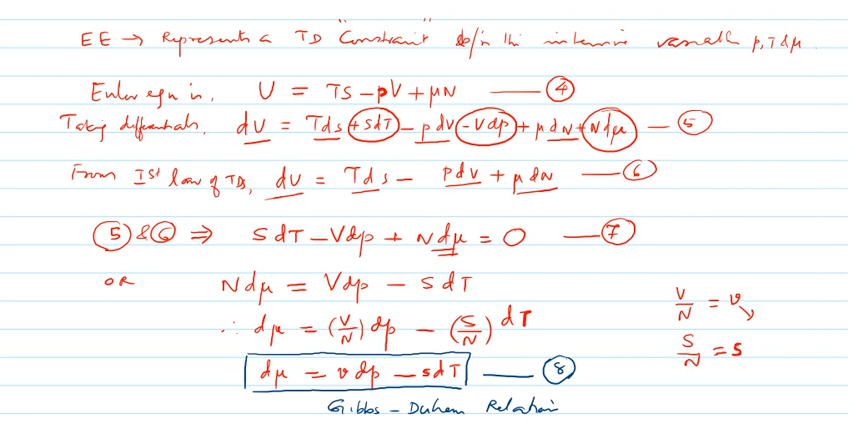 EE → Represents a TD "Constraint" b/n the intensive variables p, T & μ.
Euler eqn is, U = TS - pV + μN —— ④
Taking differentials, dU = Tds + SdT - pdV - Vdp + μdN + Ndμ — ⑤
From Ist law of TDs, dU = Tds - pdV + μdN —— ⑥
⑤ & ⑥ ⇒ SdT - Vdp + Ndμ = 0 —— ⑦
OR Ndμ = Vdp - SdT
∴ dμ = (V/N) dp - (S/N) dT
V/N = v
S/N = s
dμ = v dp - s dT —— ⑧
Gibbs - Duhem Relation